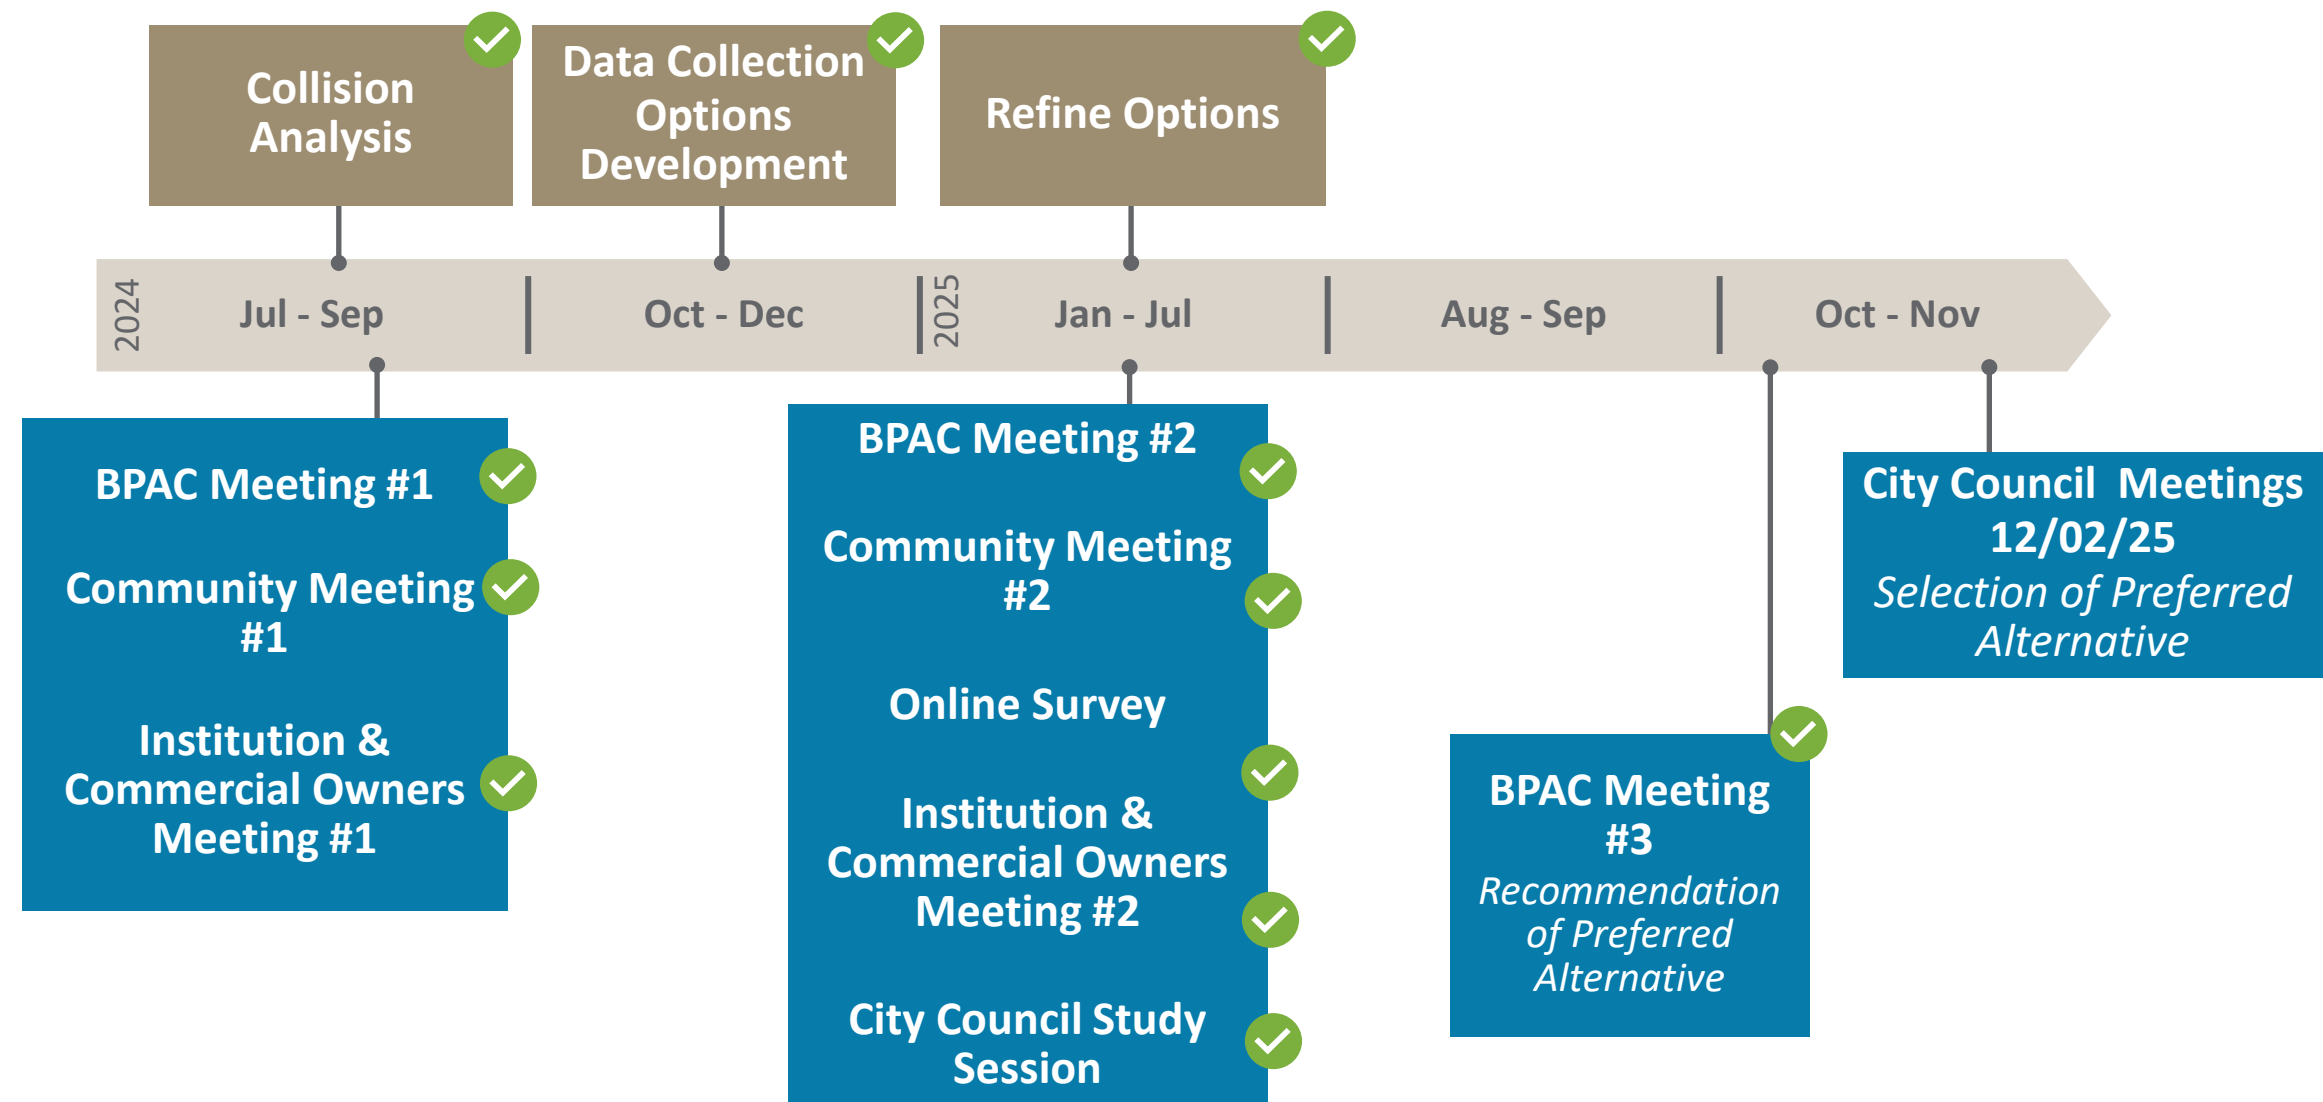 Collision
Analysis
Data Collection
Options
Development
Refine Options
2024
Jul - Sep
Oct - Dec
2025
Jan - Jul
Aug - Sep
Oct - Nov
BPAC Meeting #1
Community Meeting
#1
Institution &
Commercial Owners
Meeting #1
BPAC Meeting #2
Community Meeting
#2
Online Survey
Institution &
Commercial Owners
Meeting #2
City Council Study
Session
BPAC Meeting
#3
Recommendation
of Preferred
Alternative
City Council  Meetings
12/02/25
Selection of Preferred
Alternative